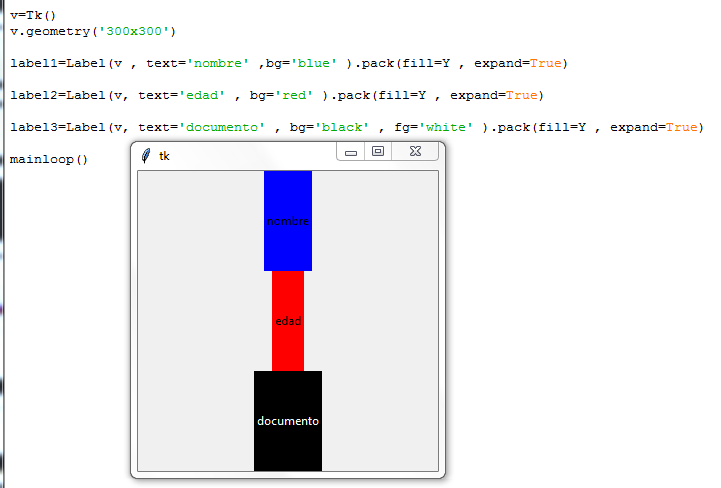 v=Tk()
v.geometry('300x300')
label1=Label(v , text='nombre' ,bg='blue' ).pack(fill=Y , expand=True)
label2=Label(v, text='edad' , bg='red' ).pack(fill=Y , expand=True)
label3=Label(v, text='documento' , bg='black' , fg='white' ).pack(fill=Y , expand=True)
mainloop()
tk
nombre
edad
documento